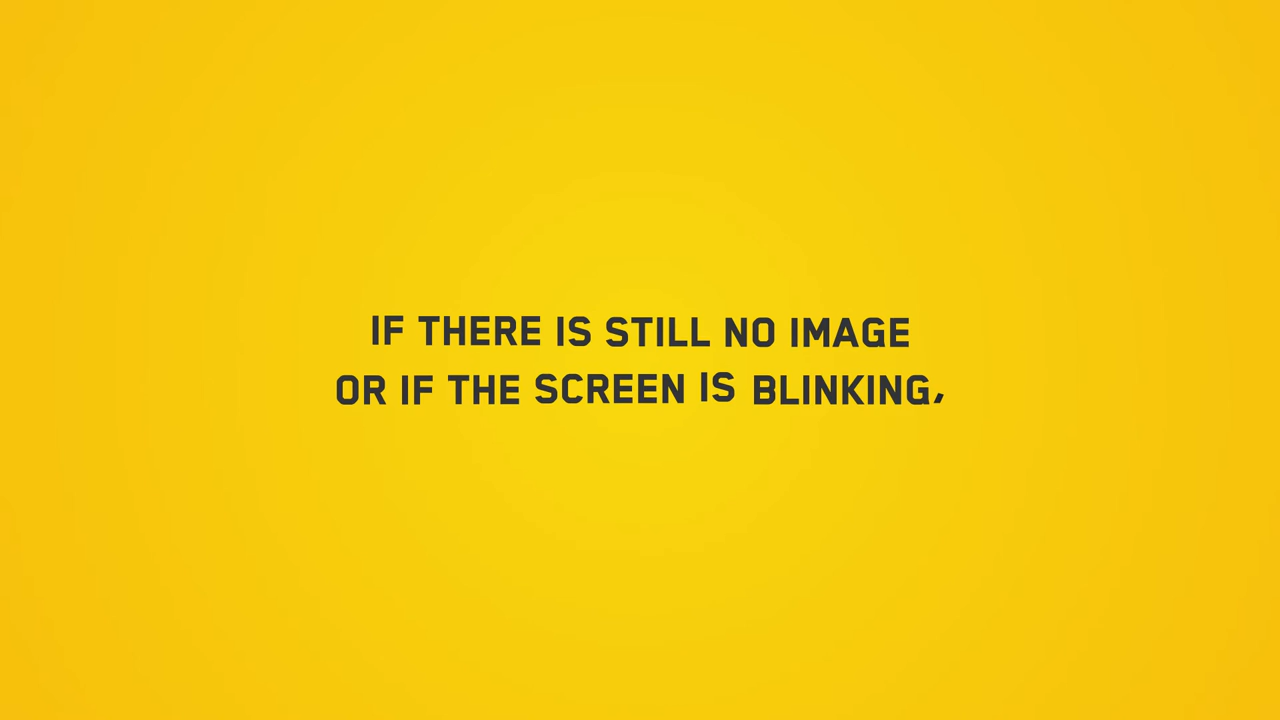 IF THERE IS STILL NO IMAGE
OR IF THE SCREEN IS BLINKING,